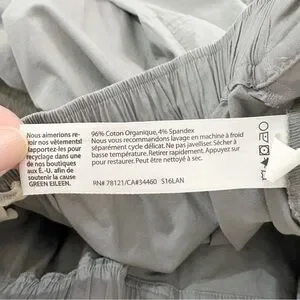 Nous aimerions re-
voir nos vêtements!
Rapportez-les pour
recyclage dans une
de nos boutiques
aux E.-U. afin de
soutenir la cause
GREEN EILEEN.
96% Coton Organique, 4% Spandex
Nous vous recommandons lavage en machine à froid
séparément cycle délicat. Ne pas javelliser. Sécher à
basse température. Retirer rapidement. Appuyez sur
pour restaurer. Peut être nettoyé à sec.
RN# 78121/CA#34460 S16LAN